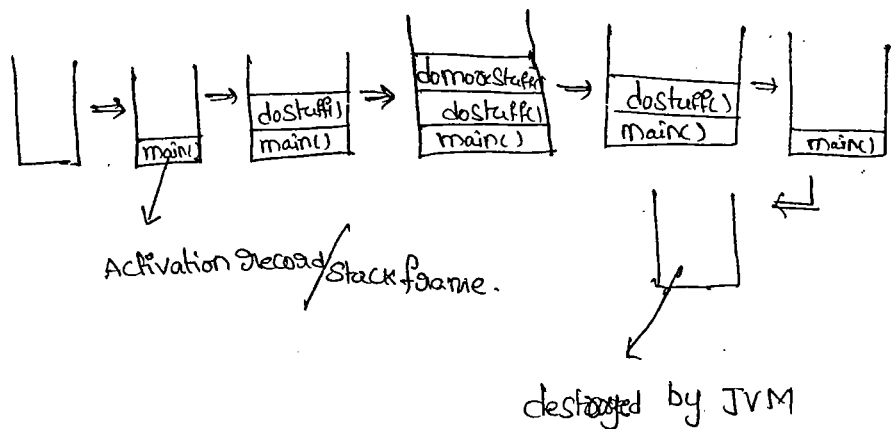 main()
doStuff()
main()
domoreStuff()
doStuff()
main()
doStuff()
main()
main()
Activation record/Stack frame.
destroyed by JVM